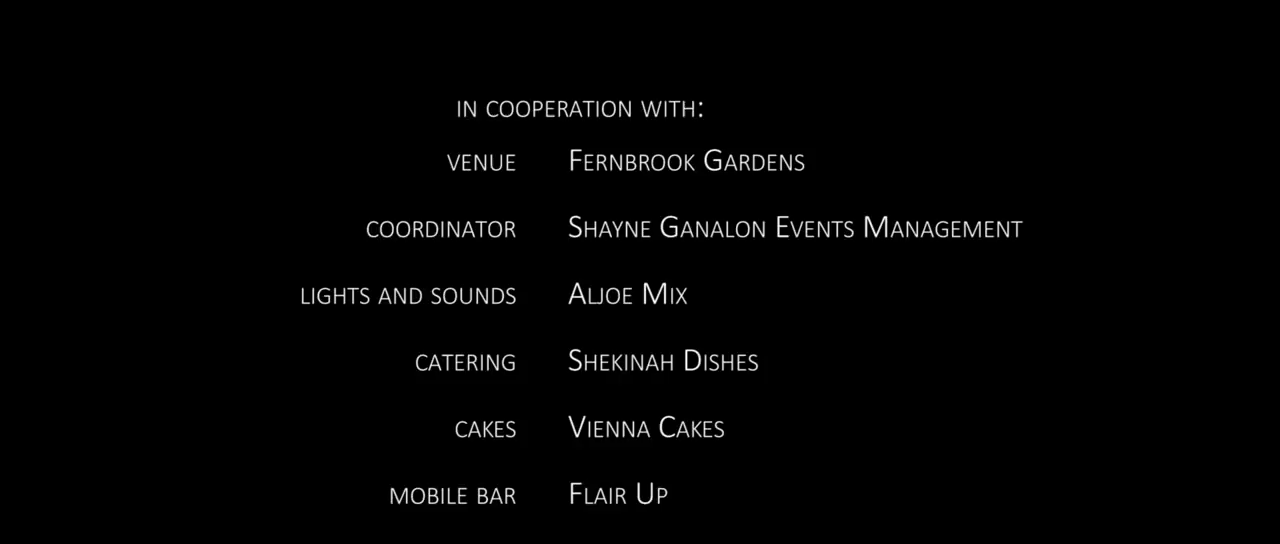 IN COOPERATION WITH:
VENUE FERNBROOK GARDENS
COORDINATOR SHAYNE GANALON EVENTS MANAGEMENT
LIGHTS AND SOUNDS ALJOE MIX
CATERING SHEKINAH DISHES
CAKES VIENNA CAKES
MOBILE BAR FLAIR UP